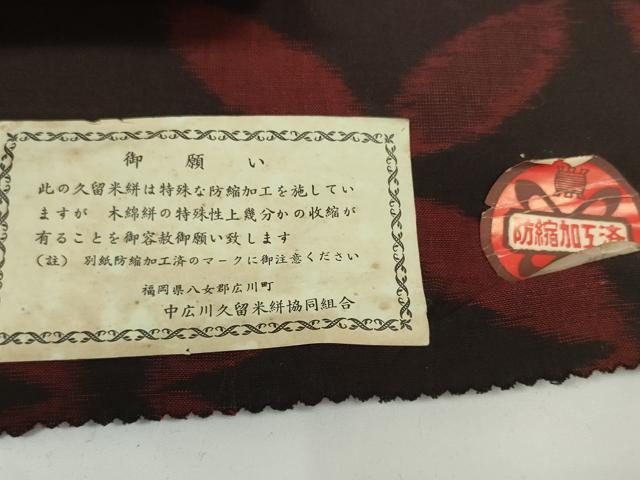 御願い
此の久留米絣は特殊な防縮加工を施してい
ますが 木綿絣の特殊性上幾分かの収縮が
有ることを御容赦御願い致します
(註) 別紙防縮加工済のマークに御注意ください
福岡県八女郡広川町
中広川久留米絣協同組合
防縮加工済